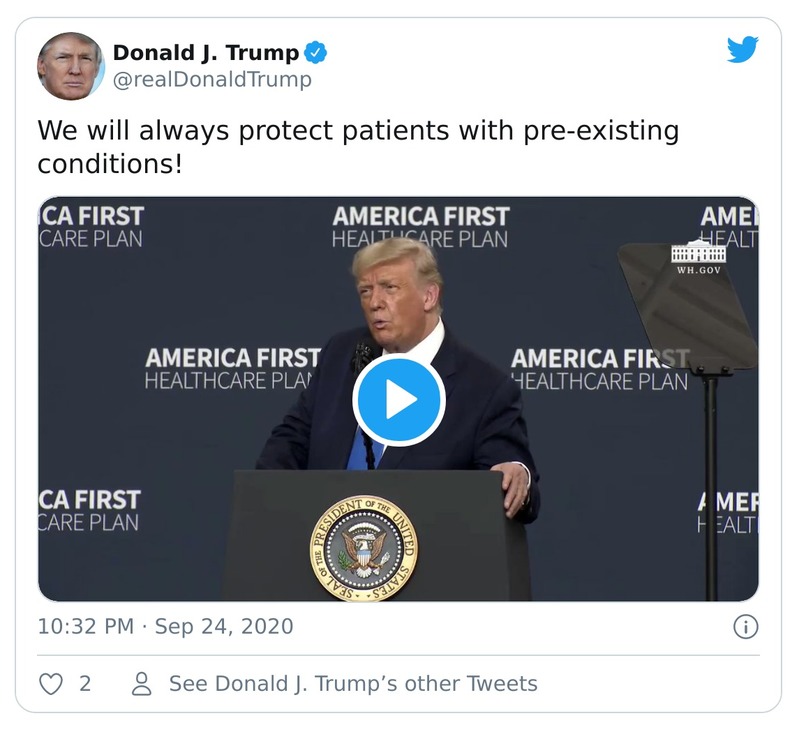 Donald J. Trump
@realDonaldTrump
We will always protect patients with pre-existing
conditions!
CA FIRST
CARE PLAN
AMERICA FIRST
HEALTHCARE PLAN
AME
HEALT
WH.GOV
AMERICA FIRST
HEALTHCARE PLAN
AMERICA FIRST
HEALTHCARE PLAN
CA FIRST
CARE PLAN
AMER
HEALT
SEAL OF THE PRESIDENT OF THE UNITED STATES
10:32 PM · Sep 24, 2020
2
See Donald J. Trump’s other Tweets